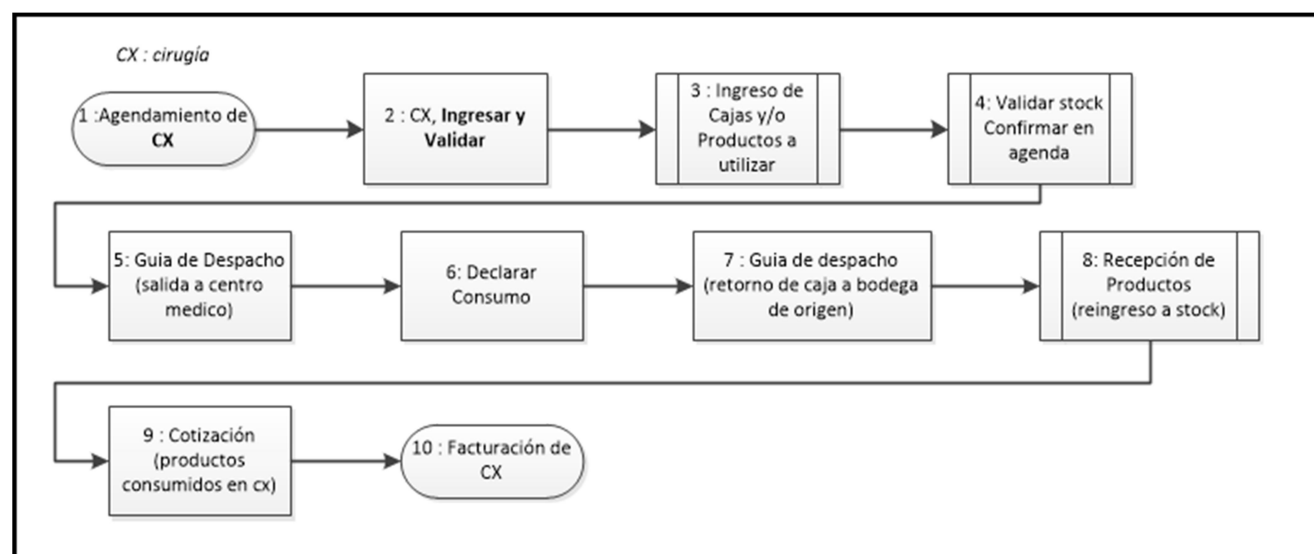 CX : cirugía
1 :Agendamiento de
CX
2 : CX, Ingresar y
Validar
3 : Ingreso de
Cajas y/o
Productos a
utilizar
4: Validar stock
Confirmar en
agenda
5: Guia de Despacho
(salida a centro
medico)
6: Declarar
Consumo
7 : Guia de despacho
(retorno de caja a bodega
de origen)
8: Recepción de
Productos
(reingreso a stock)
9 : Cotización
(productos
consumidos en cx)
10 : Facturación de
CX